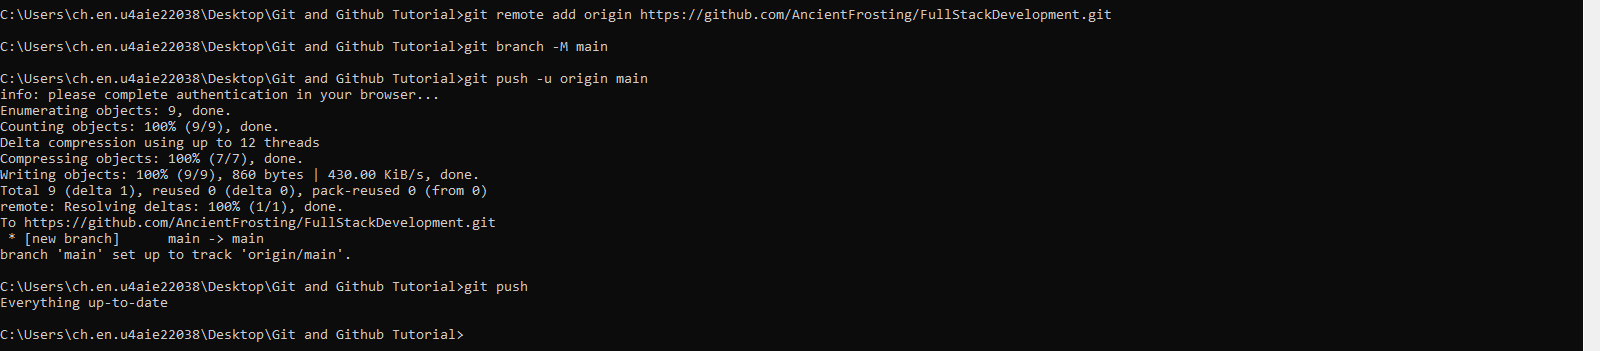 C:\Users\ch.en.u4aie22038\Desktop\Git and Github Tutorial>git remote add origin https://github.com/AncientFrosting/FullStackDevelopment.git
C:\Users\ch.en.u4aie22038\Desktop\Git and Github Tutorial>git branch -M main
C:\Users\ch.en.u4aie22038\Desktop\Git and Github Tutorial>git push -u origin main
info: please complete authentication in your browser...
Enumerating objects: 9, done.
Counting objects: 100% (9/9), done.
Delta compression using up to 12 threads
Compressing objects: 100% (7/7), done.
Writing objects: 100% (9/9), 860 bytes | 430.00 KiB/s, done.
Total 9 (delta 1), reused 0 (delta 0), pack-reused 0 (from 0)
remote: Resolving deltas: 100% (1/1), done.
To https://github.com/AncientFrosting/FullStackDevelopment.git
 * [new branch]      main -> main
branch 'main' set up to track 'origin/main'.
C:\Users\ch.en.u4aie22038\Desktop\Git and Github Tutorial>git push
Everything up-to-date
C:\Users\ch.en.u4aie22038\Desktop\Git and Github Tutorial>